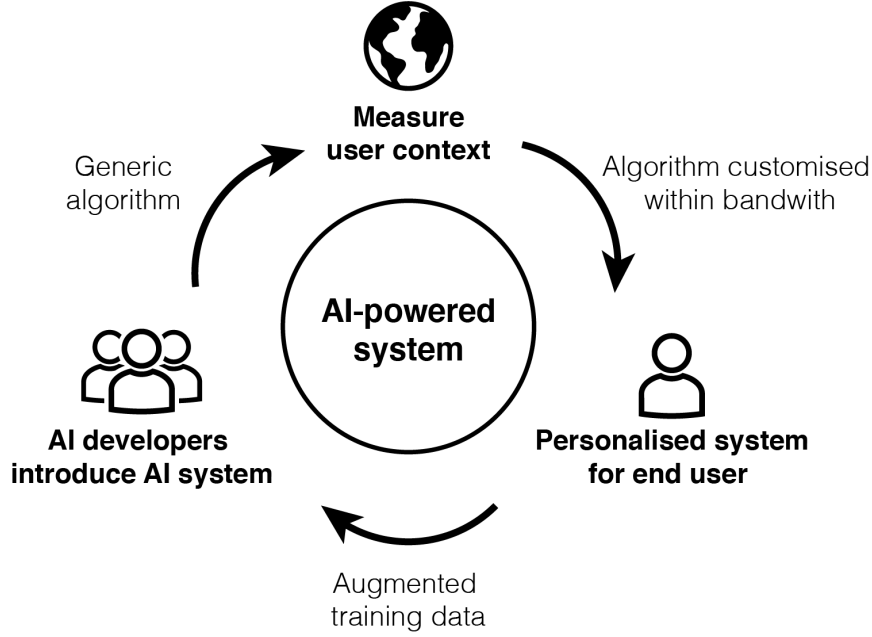 Measure
user context
Generic
algorithm
Algorithm customised
within bandwith
AI-powered
system
AI developers
introduce AI system
Personalised system
for end user
Augmented
training data